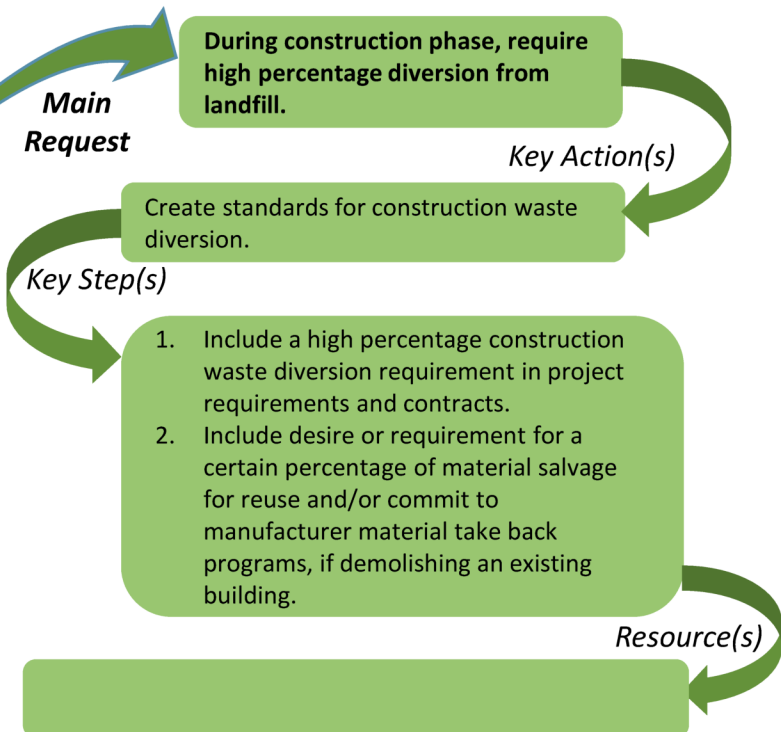 During construction phase, require
high percentage diversion from
landfill.
Main
Request
Key Action(s)
Create standards for construction waste
diversion.
Key Step(s)
1. Include a high percentage construction
waste diversion requirement in project
requirements and contracts.
2. Include desire or requirement for a
certain percentage of material salvage
for reuse and/or commit to
manufacturer material take back
programs, if demolishing an existing
building.
Resource(s)